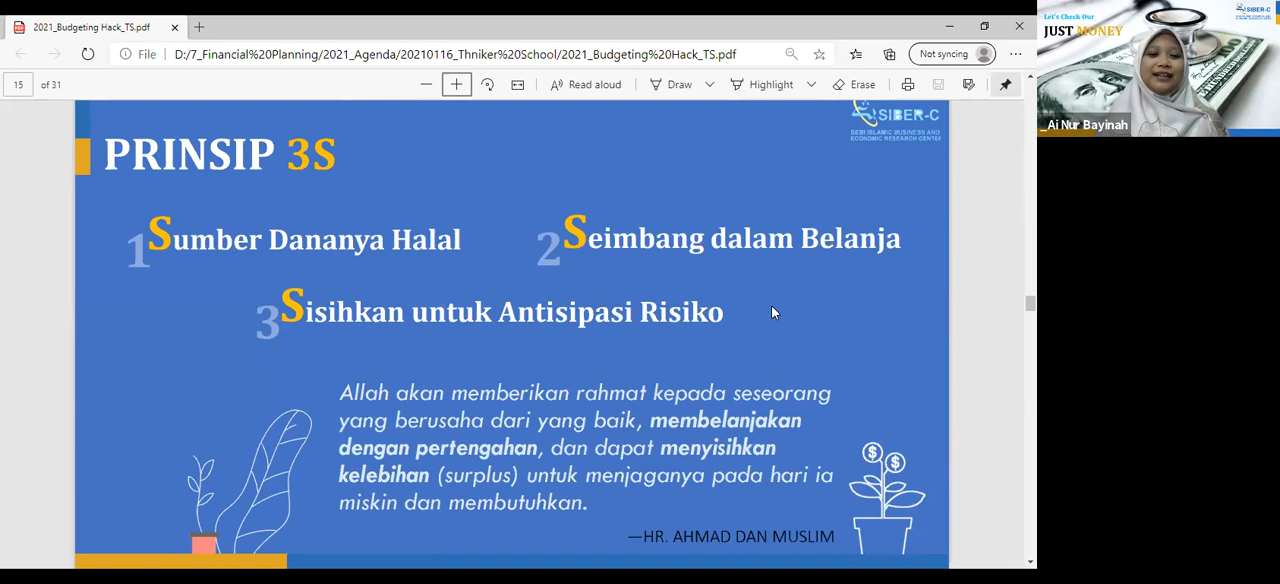 2021_Budgeting Hack_TS.pdf
File D:/7_Financial%20Planning/2021_Agenda/20210116_Thniker%20School/2021_Budgeting%20Hack_TS.pdf Not syncing
15 of 31 Read aloud Draw Highlight Erase
SIBER-C
SEBI ISLAMIC BUSINESS AND
ECONOMIC RESEARCH CENTER
PRINSIP 3S
1 Sumber Dananya Halal
2 Seimbang dalam Belanja
3 Sisihkan untuk Antisipasi Risiko
Allah akan memberikan rahmat kepada seseorang
yang berusaha dari yang baik, membelanjakan
dengan pertengahan, dan dapat menyisihkan
kelebihan (surplus) untuk menjaganya pada hari ia
miskin dan membutuhkan.
—HR. AHMAD DAN MUSLIM
Let's Check Our
JUST MONEY
SIBER-C
_Ai Nur Bayinah